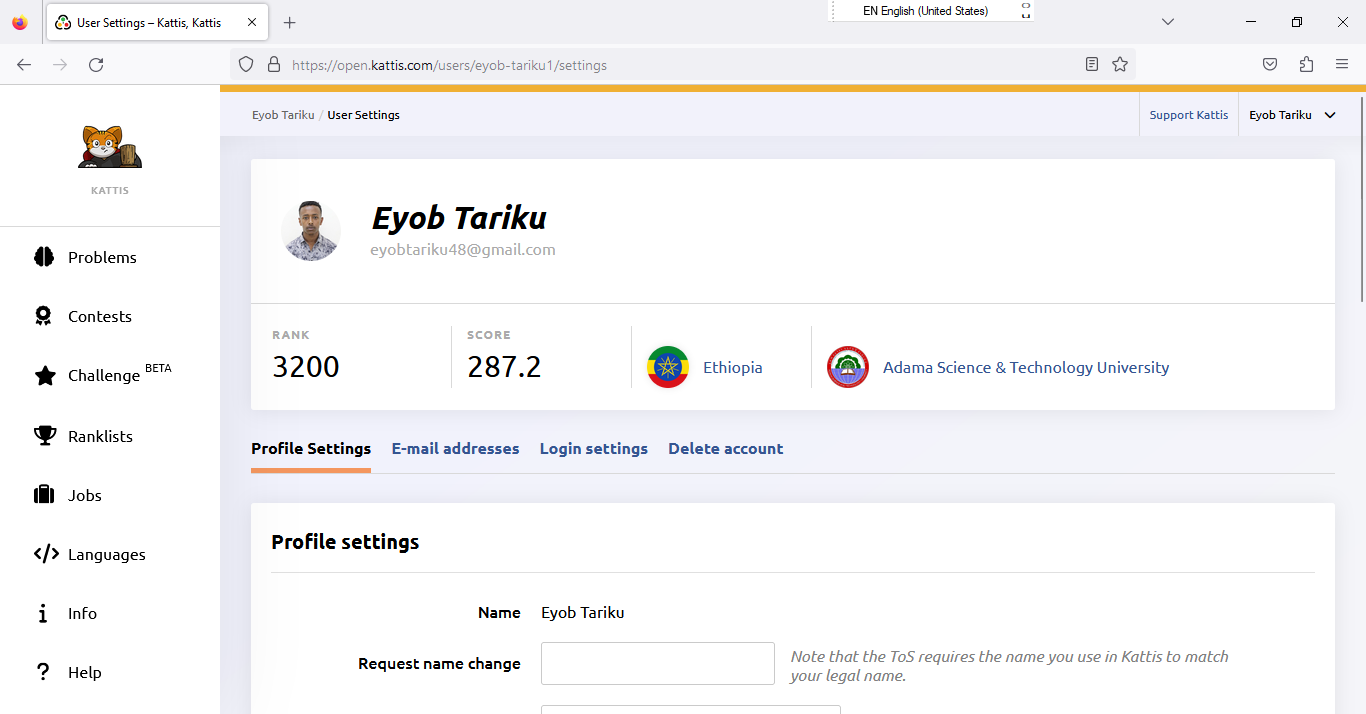 User Settings – Kattis, Kattis
EN English (United States)
https://open.kattis.com/users/eyob-tariku1/settings
KATTIS
Problems
Contests
Challenge BETA
Ranklists
Jobs
Languages
Info
Help
Eyob Tariku / User Settings
Support Kattis
Eyob Tariku
Eyob Tariku
eyobtariku48@gmail.com
RANK
3200
SCORE
287.2
Ethiopia
Adama Science & Technology University
Profile Settings
E-mail addresses
Login settings
Delete account
Profile settings
Name
Eyob Tariku
Request name change
Note that the ToS requires the name you use in Kattis to match
your legal name.